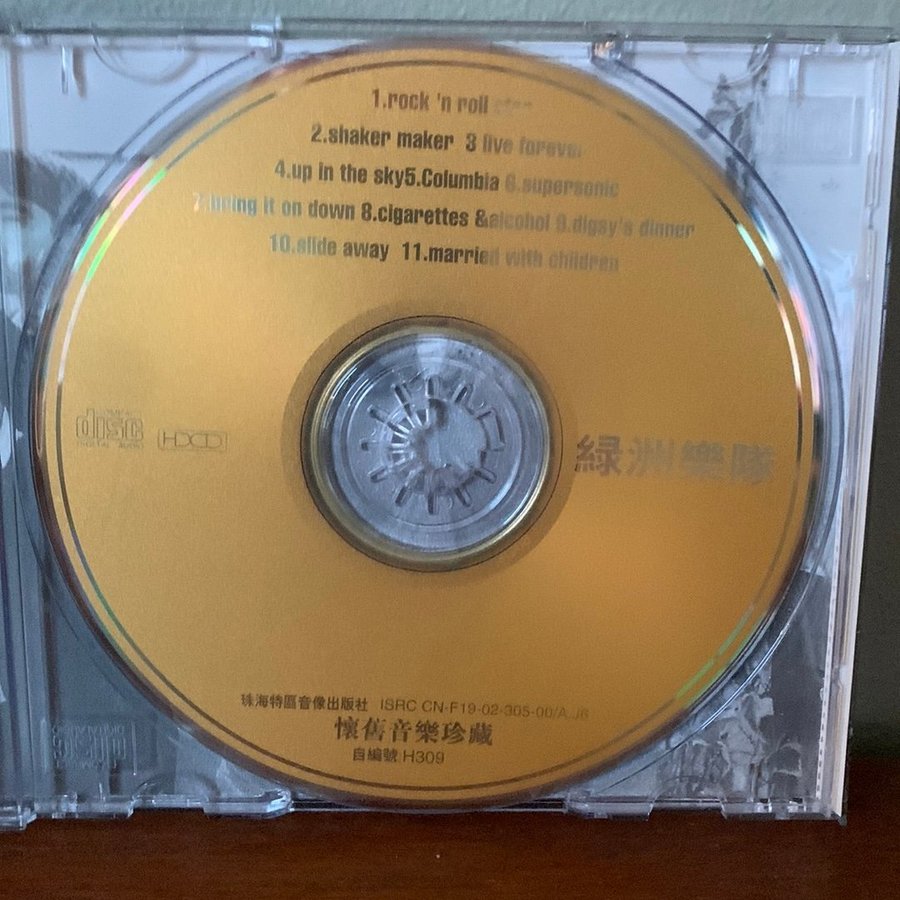 1.rock 'n roll star
2.shaker maker 3 live forever
4.up in the sky5.Columbia 6.supersonic
7.bring it on down 8.cigarettes &alcohol 9.digsy's dinner
10.slide away 11.married with children
disc
HDCD
綠洲樂隊
珠海特區音像出版社 ISRC CN-F19-02-305-00/A.J6
懷舊音樂珍藏
自編號 H309